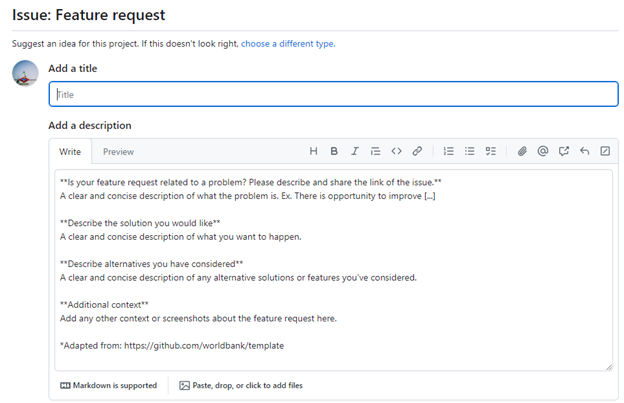 Issue: Feature request
Suggest an idea for this project. If this doesn't look right, choose a different type.
Add a title
Title
Add a description
Write Preview
**Is your feature request related to a problem? Please describe and share the link of the issue.**
A clear and concise description of what the problem is. Ex. There is opportunity to improve [...]
**Describe the solution you would like**
A clear and concise description of what you want to happen.
**Describe alternatives you have considered**
A clear and concise description of any alternative solutions or features you've considered.
**Additional context**
Add any other context or screenshots about the feature request here.
*Adapted from: https://github.com/worldbank/template
Markdown is supported Paste, drop, or click to add files